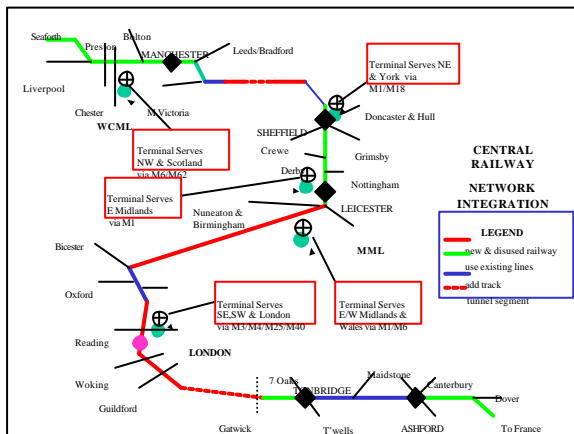 Seaforth
Preston
Bolton
MANCHESTER
Leeds/Bradford
Liverpool
Chester
M.Victoria
WCML
Terminal Serves NE
& York via
M1/M18
Doncaster & Hull
SHEFFIELD
Terminal Serves
NW & Scotland
via M6/M62
Crewe
Grimsby
Derby
Nottingham
Terminal Serves
E Midlands
via M1
Nuneaton &
Birmingham
LEICESTER
MML
CENTRAL
RAILWAY
NETWORK
INTEGRATION
LEGEND
new & disused railway
use existing lines
add track
tunnel segment
Bicester
Oxford
Terminal Serves
SE,SW & London
via M3/M4/M25/M40
Terminal Serves
E/W Midlands &
Wales via M1/M6
Reading
LONDON
Woking
Guildford
Gatwick
7 Oaks
TONBRIDGE
Maidstone
Canterbury
Dover
T'wells
ASHFORD
To France